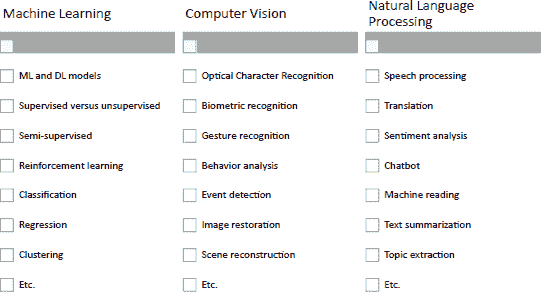 Machine Learning
ML and DL models
Supervised versus unsupervised
Semi-supervised
Reinforcement learning
Classification
Regression
Clustering
Etc.
Computer Vision
Optical Character Recognition
Biometric recognition
Gesture recognition
Behavior analysis
Event detection
Image restoration
Scene reconstruction
Etc.
Natural Language
Processing
Speech processing
Translation
Sentiment analysis
Chatbot
Machine reading
Text summarization
Topic extraction
Etc.